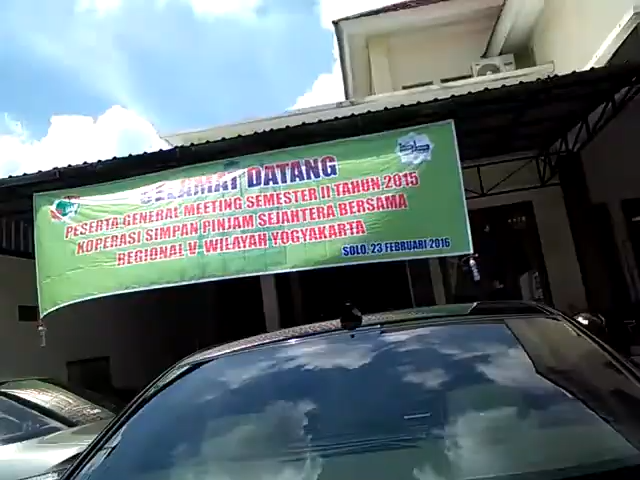 SELAMAT DATANG
PESERTA GENERAL MEETING SEMESTER II TAHUN 2015
KOPERASI SIMPAN PINJAM SEJAHTERA BERSAMA
REGIONAL V WILAYAH YOGYAKARTA
SOLO, 23 FEBRUARI 2016